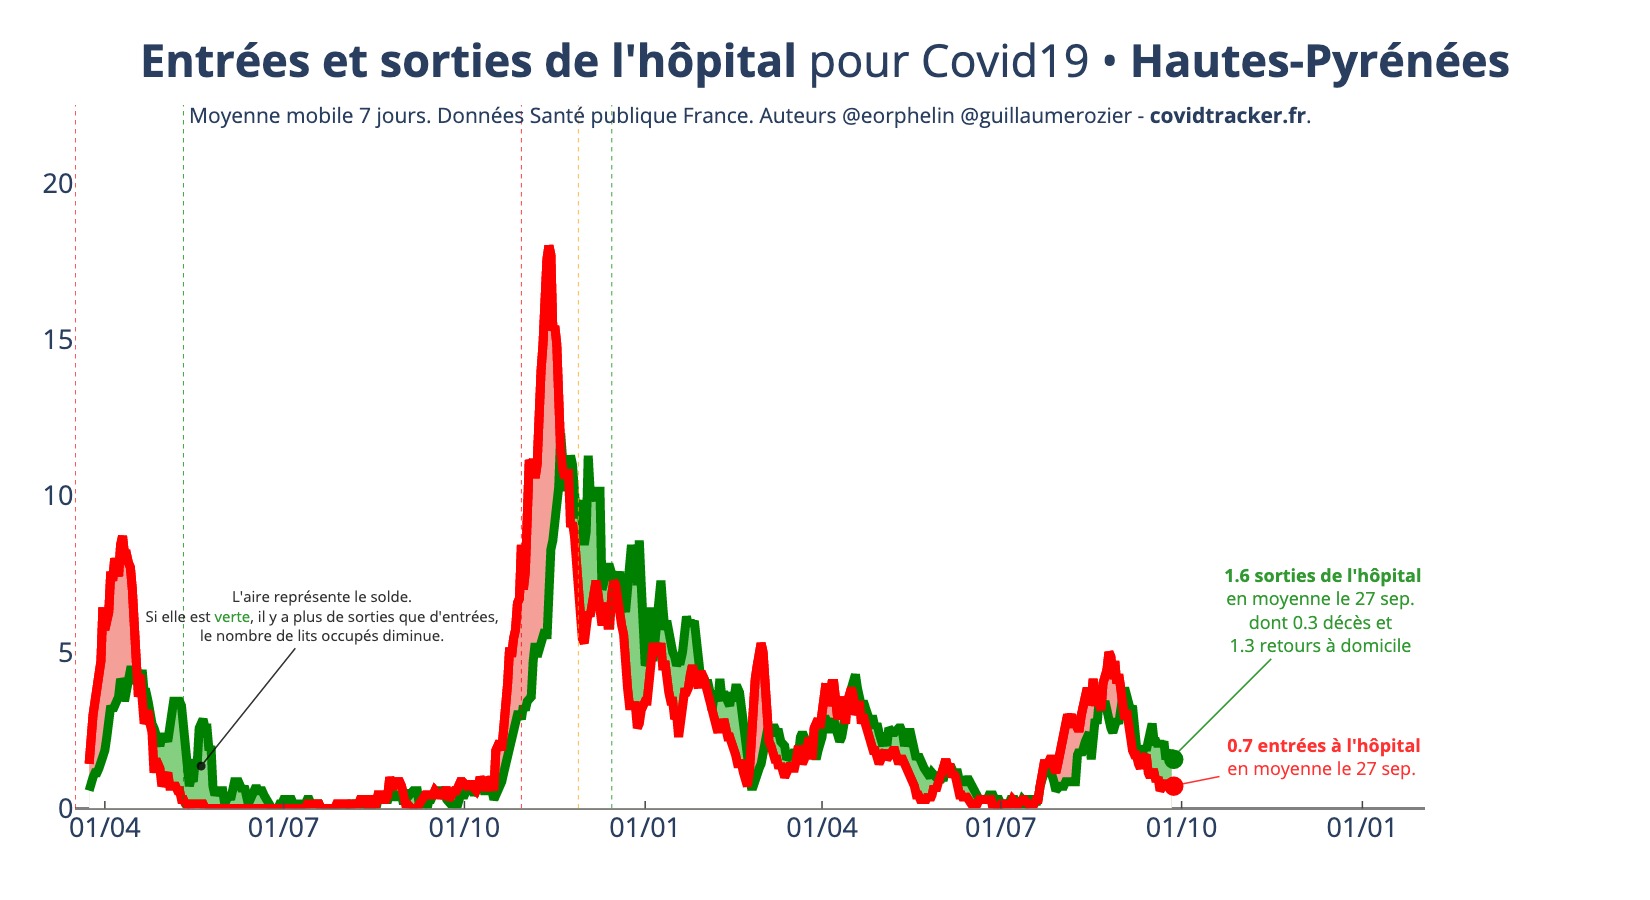 Entrées et sorties de l'hôpital pour Covid19 • Hautes-Pyrénées
Moyenne mobile 7 jours. Données Santé publique France. Auteurs @eorphelin @guillaumerozier - covidtracker.fr.
20
15
10
5
0
L'aire représente le solde.
Si elle est verte, il y a plus de sorties que d'entrées,
le nombre de lits occupés diminue.
1.6 sorties de l'hôpital
en moyenne le 27 sep.
dont 0.3 décès et
1.3 retours à domicile
0.7 entrées à l'hôpital
en moyenne le 27 sep.
01/04 01/07 01/10 01/01 01/04 01/07 01/10 01/01